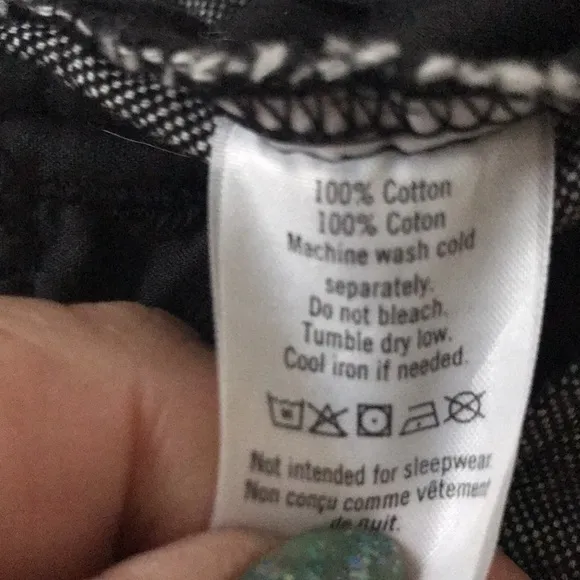 100% Cotton
100% Coton
Machine wash cold
separately.
Do not bleach.
Tumble dry low.
Cool iron if needed.
Not intended for sleepwear
Non conçu comme vêtement
de nuit.